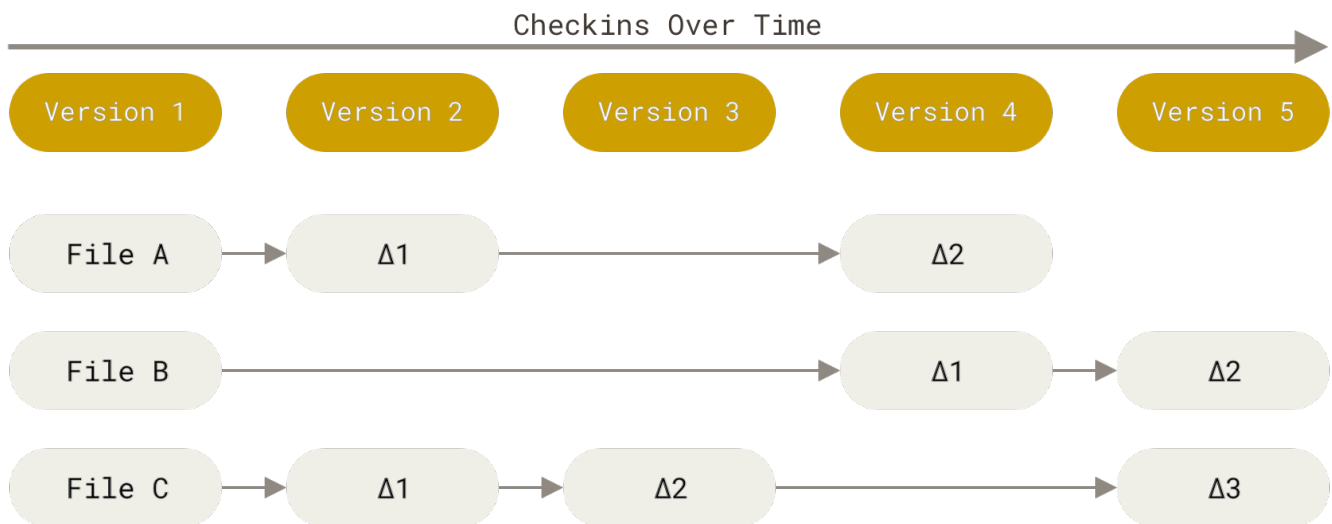 Checkins Over Time
Version 1 Version 2 Version 3 Version 4 Version 5
File A Δ1 Δ2
File B Δ1 Δ2
File C Δ1 Δ2 Δ3